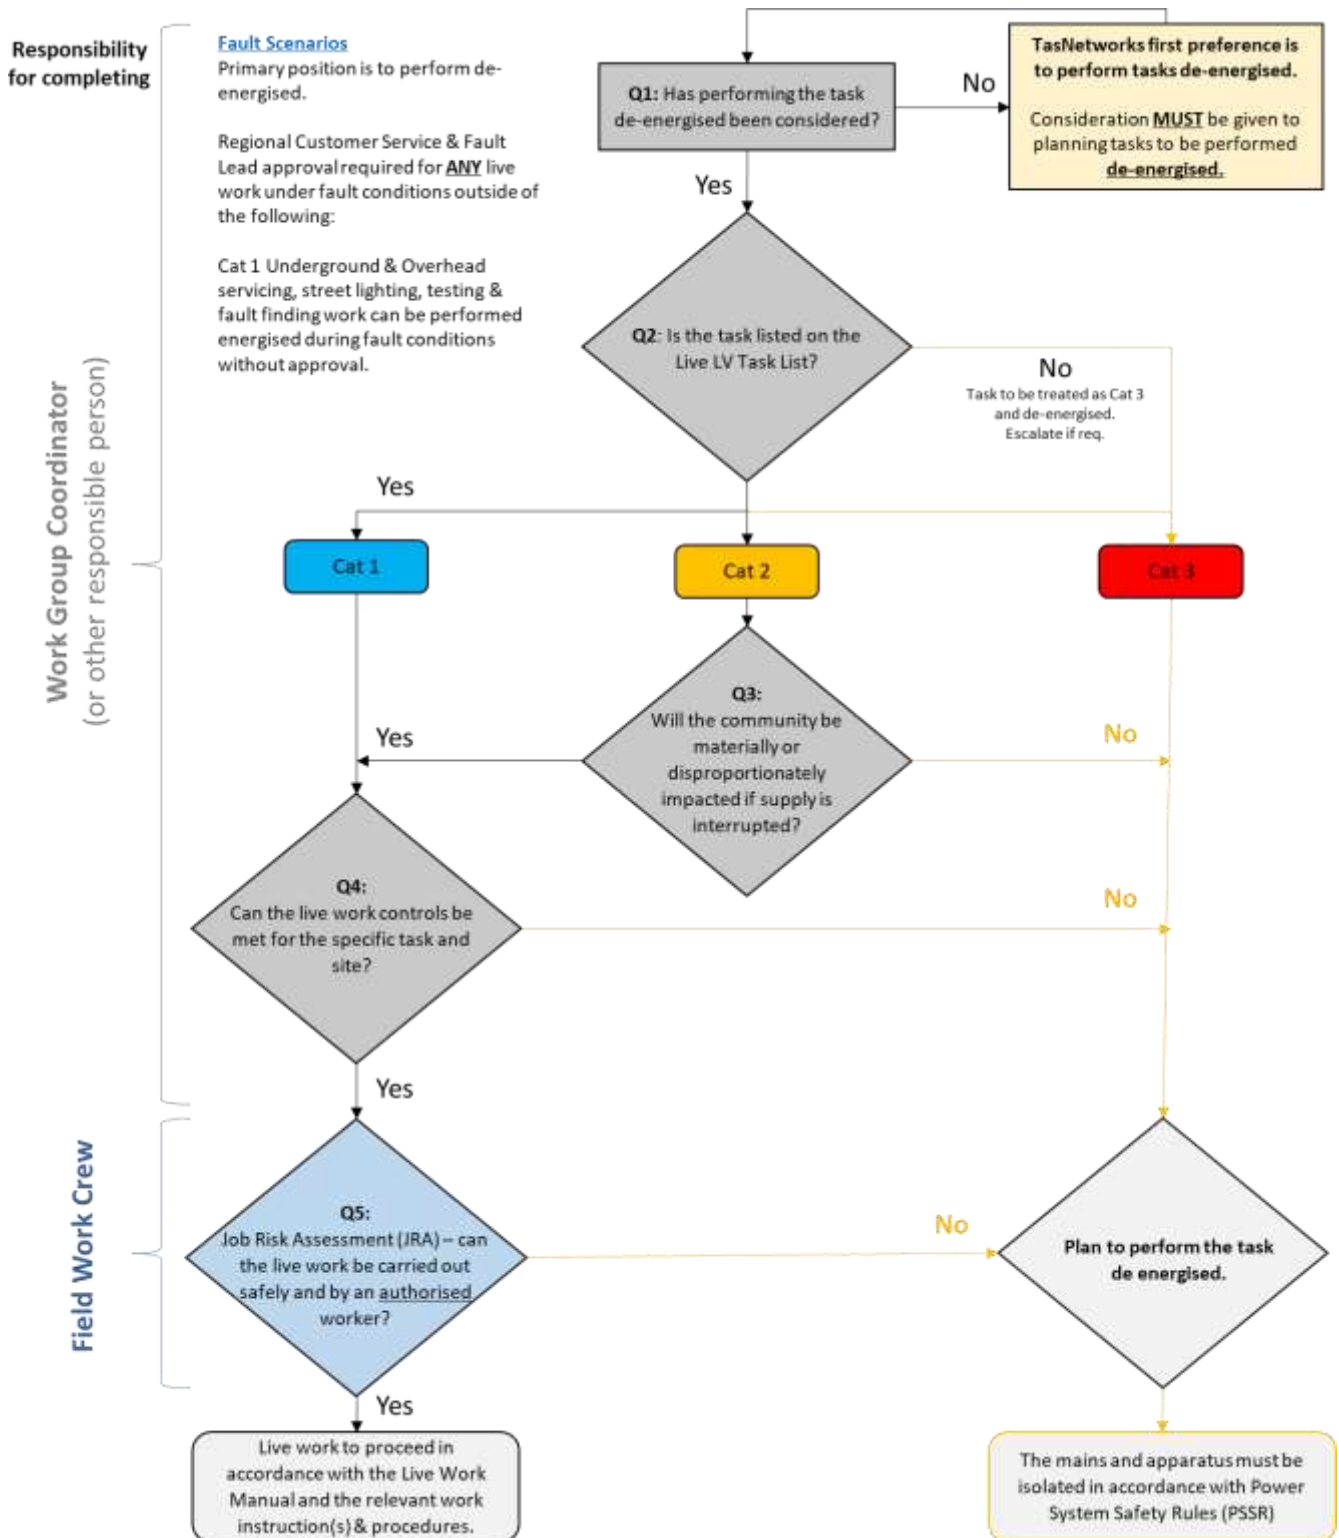 Responsibility
for completing
Fault Scenarios
Primary position is to perform de-
energised.
Regional Customer Service & Fault
Lead approval required for ANY live
work under fault conditions outside of
the following:
Cat 1 Underground & Overhead
servicing, street lighting, testing &
fault finding work can be performed
energised during fault conditions
without approval.
Q1: Has performing the task
de-energised been considered?
No
TasNetworks first preference is
to perform tasks de-energised.
Consideration MUST be given to
planning tasks to be performed
de-energised.
Yes
Q2: Is the task listed on the
Live LV Task List?
No
Task to be treated as Cat 3
and de-energised.
Escalate if req.
Work Group Coordinator
(or other responsible person)
Yes
Cat 1
Cat 2
Cat 3
Q3:
Will the community be
materially or
disproportionately
impacted if supply is
interrupted?
Yes
No
Q4:
Can the live work controls be
met for the specific task and
site?
No
Yes
Field Work Crew
Q5:
Job Risk Assessment (JRA) – can
the live work be carried out
safely and by an authorised
worker?
No
Plan to perform the task
de energised.
Yes
Live work to proceed in
accordance with the Live Work
Manual and the relevant work
instruction(s) & procedures.
The mains and apparatus must be
isolated in accordance with Power
System Safety Rules (PSSR)